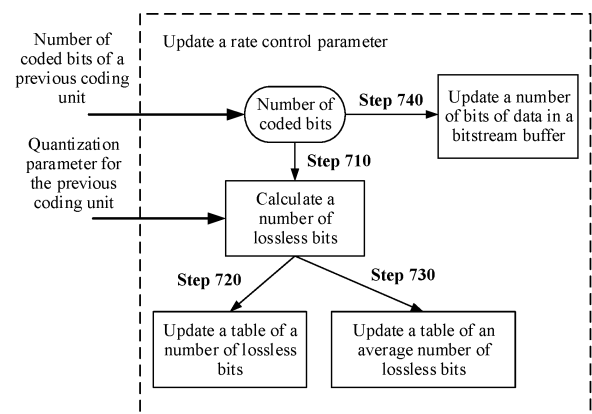 Number of
coded bits of a
previous coding
unit
Update a rate control parameter
Number of
coded bits
Step 740
Update a number
of bits of data in a
bitstream buffer
Quantization
parameter for
the previous
coding unit
Step 710
Calculate a
number of
lossless bits
Step 720
Step 730
Update a table of a
number of lossless
bits
Update a table of an
average number of
lossless bits